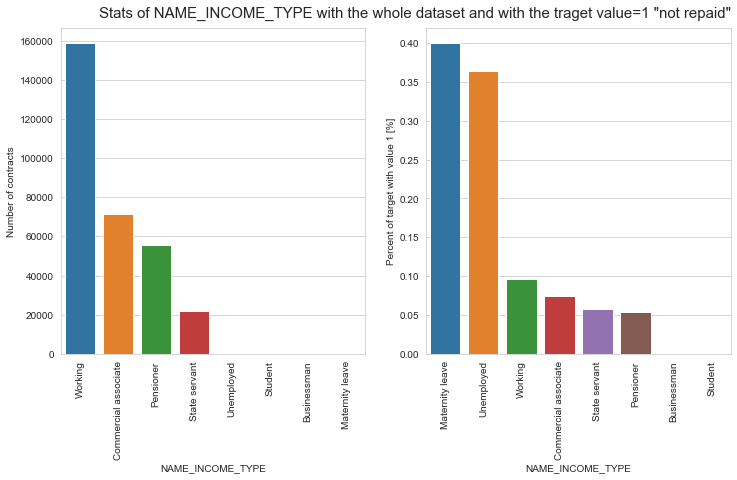 Stats of NAME_INCOME_TYPE with the whole dataset and with the traget value=1 "not repaid"
Number of contracts
160000
140000
120000
100000
80000
60000
40000
20000
0
Working
Commercial associate
Pensioner
State servant
Unemployed
Student
Businessman
Maternity leave
NAME_INCOME_TYPE
Percent of target with value 1 [%]
0.40
0.35
0.30
0.25
0.20
0.15
0.10
0.05
0.00
Maternity leave
Unemployed
Working
Commercial associate
State servant
Pensioner
Businessman
Student
NAME_INCOME_TYPE